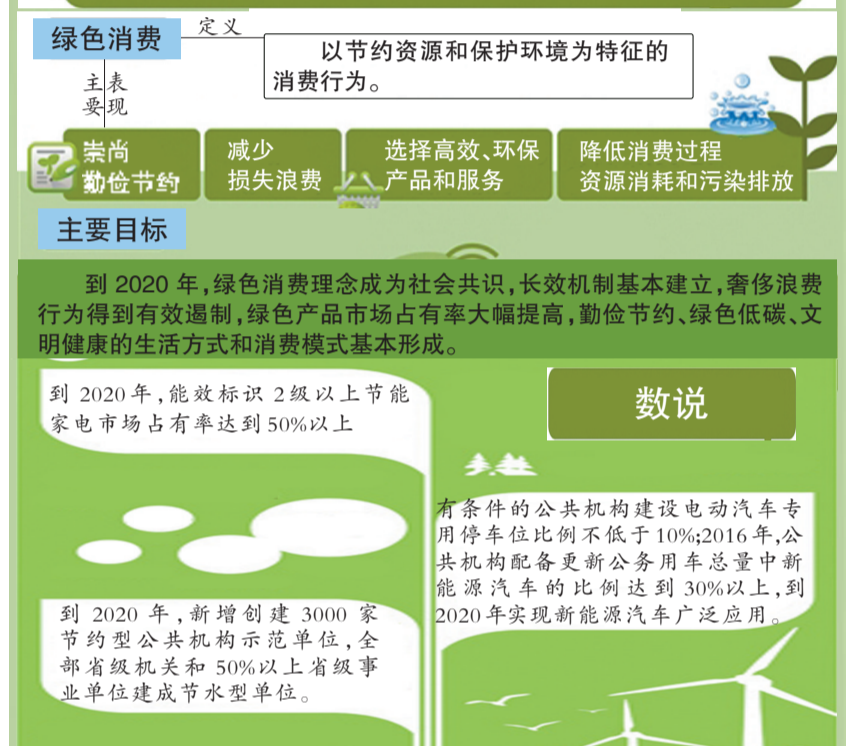 绿色消费
定义
以节约资源和保护环境为特征的
消费行为。
主表
要现
崇尚
勤俭节约
减少
损失浪费
选择高效、环保
产品和服务
降低消费过程
资源消耗和污染排放
主要目标
到 2020 年,绿色消费理念成为社会共识,长效机制基本建立,奢侈浪费
行为得到有效遏制,绿色产品市场占有率大幅提高,勤俭节约、绿色低碳、文
明健康的生活方式和消费模式基本形成。
到 2020年,能效标识 2级以上节能
家电市场占有率达到50%以上
数说
有条件的公共机构建设电动汽车专
用停车位比例不低于10%;2016年,公
共机构配备更新公务用车总量中新
能源汽车的比例达到30%以上,到
2020年实现新能源汽车广泛应用。
到 2020 年,新增创建 3000 家
节约型公共机构示范单位,全
部省级机关和 50%以上省级事
业单位建成节水型单位。